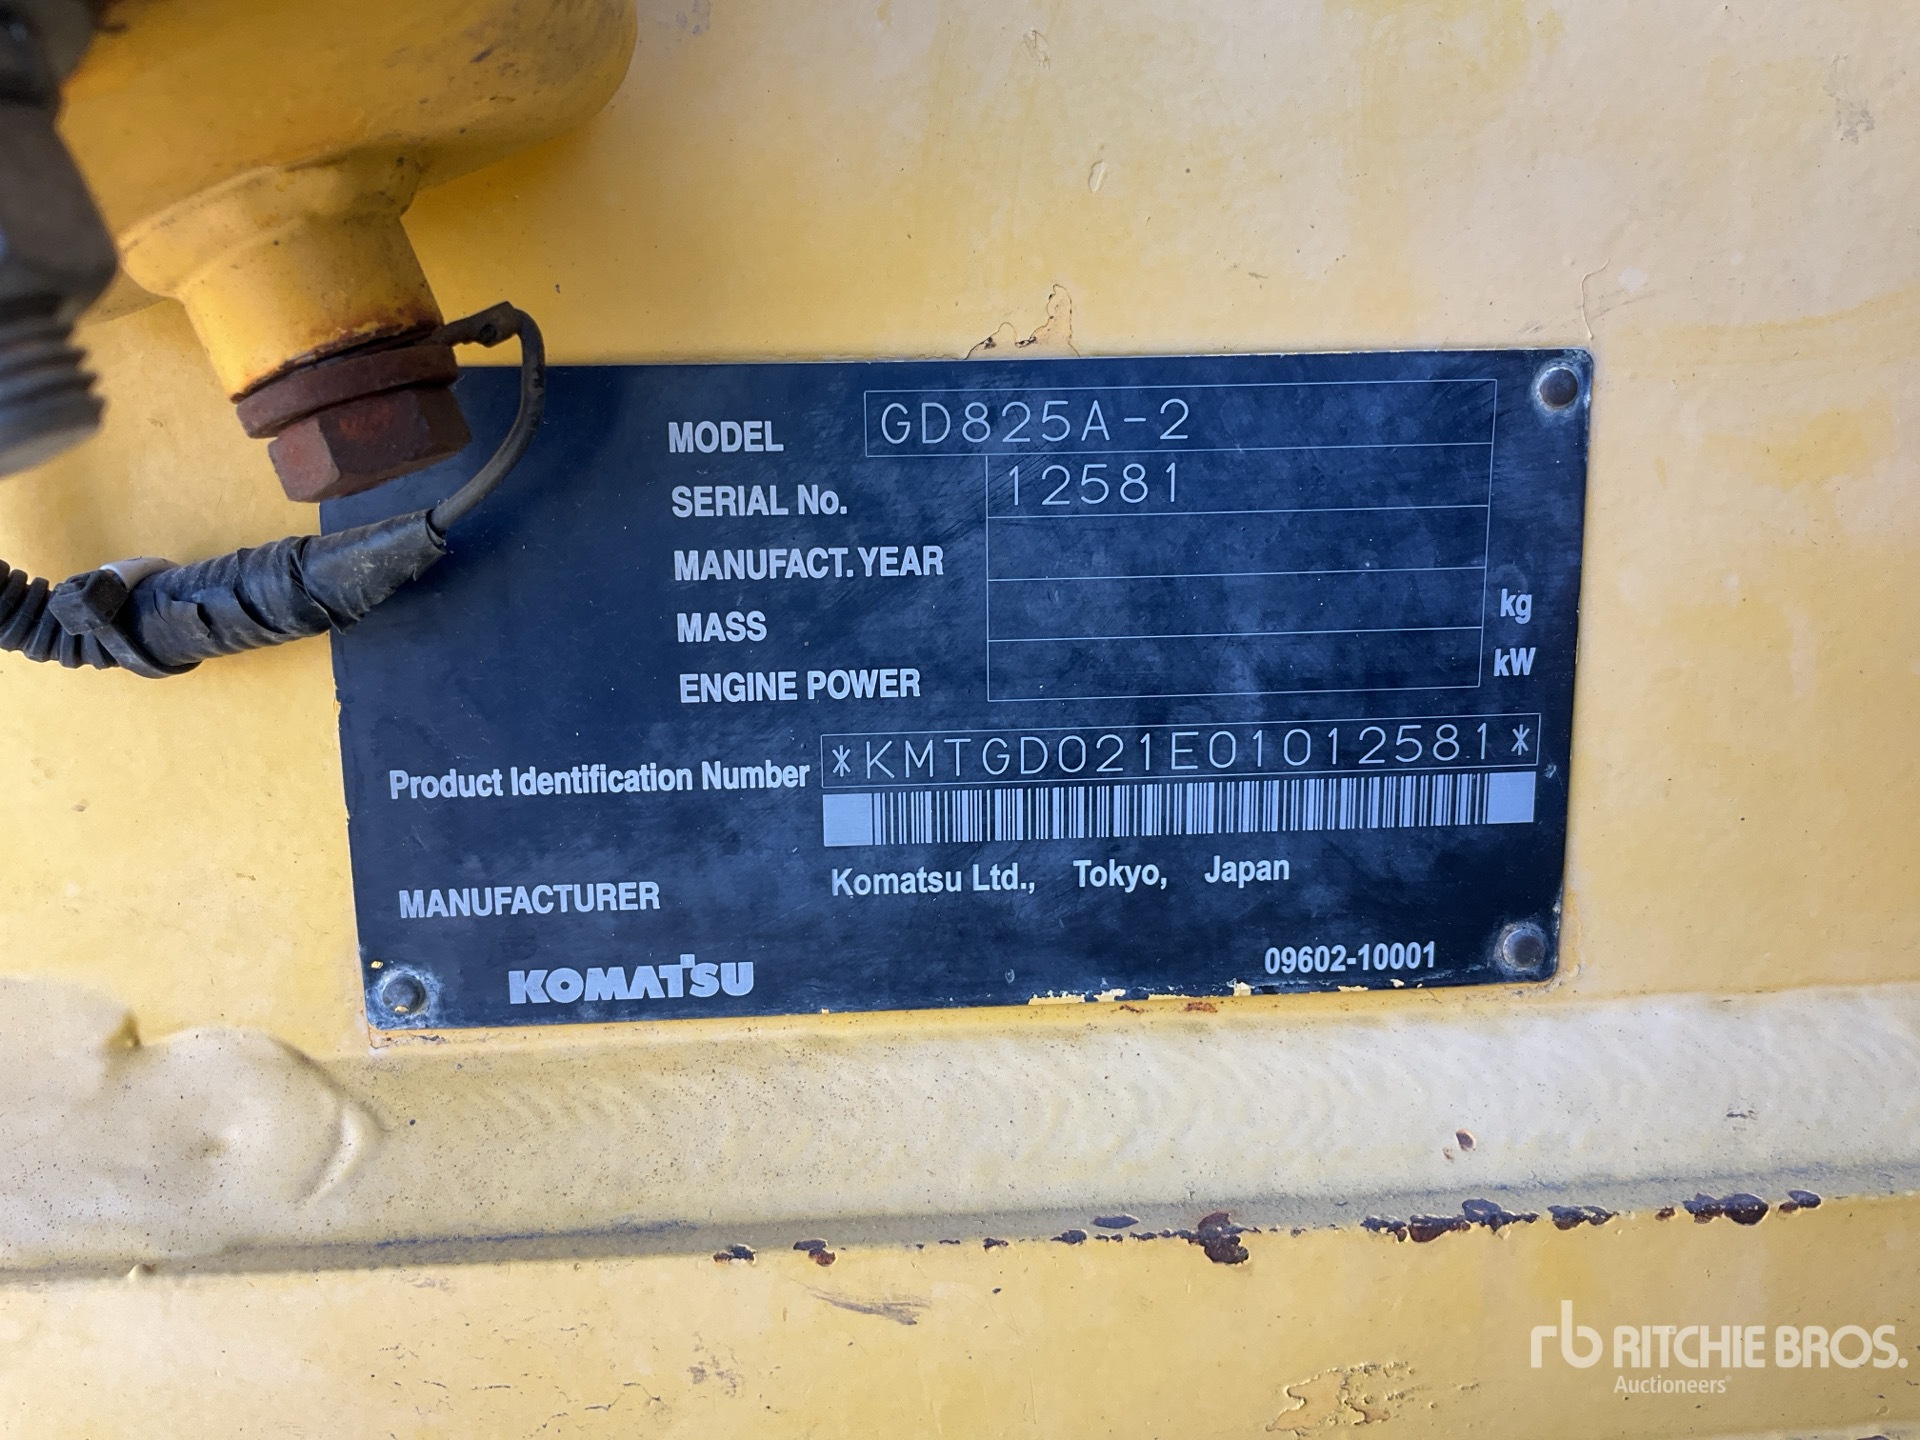 MODEL GD825A-2
SERIAL No. 12581
MANUFACT. YEAR
MASS kg
ENGINE POWER kW
Product Identification Number *KMTGD021E01012581*
MANUFACTURER Komatsu Ltd., Tokyo, Japan
KOMATSU 09602-10001
rb RITCHIE BROS.
Auctioneers